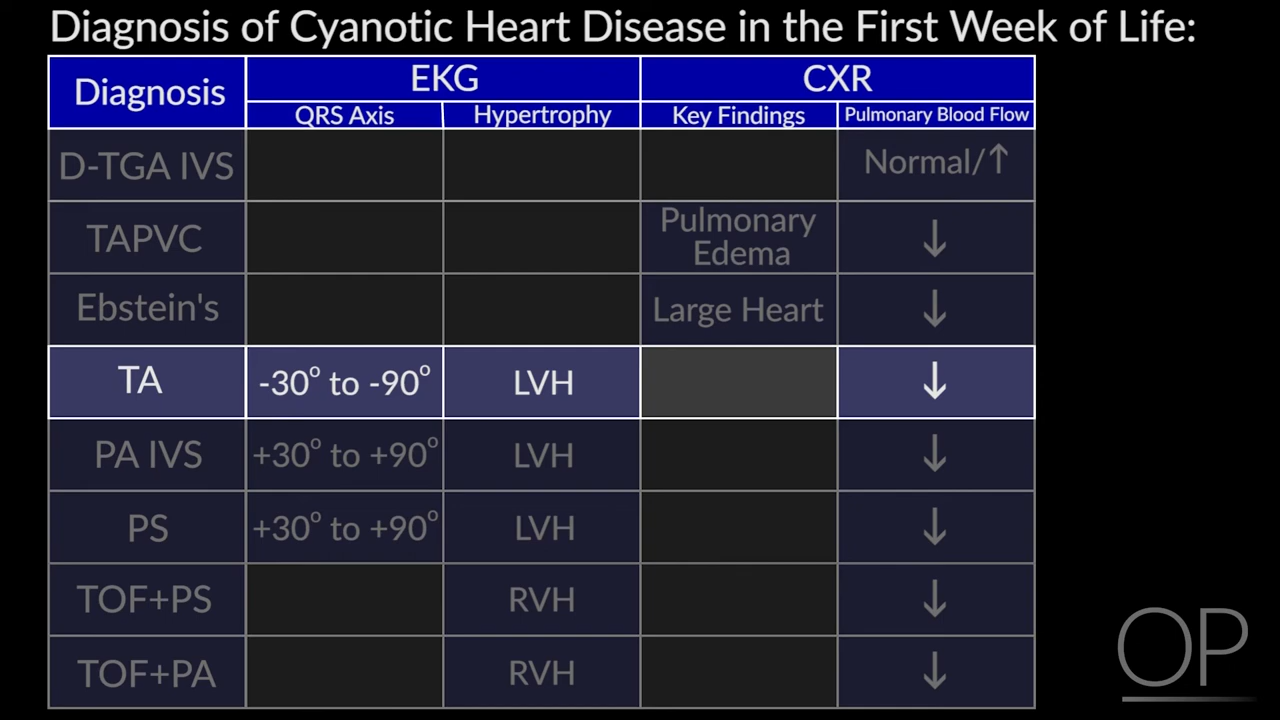 Diagnosis of Cyanotic Heart Disease in the First Week of Life:
Diagnosis EKG CXR
QRS Axis Hypertrophy Key Findings Pulmonary Blood Flow
D-TGA IVS Normal/↑
TAPVC Pulmonary Edema ↓
Ebstein's Large Heart ↓
TA -30° to -90° LVH ↓
PA IVS +30° to +90° LVH ↓
PS +30° to +90° LVH ↓
TOF+PS RVH ↓
TOF+PA RVH ↓
OP